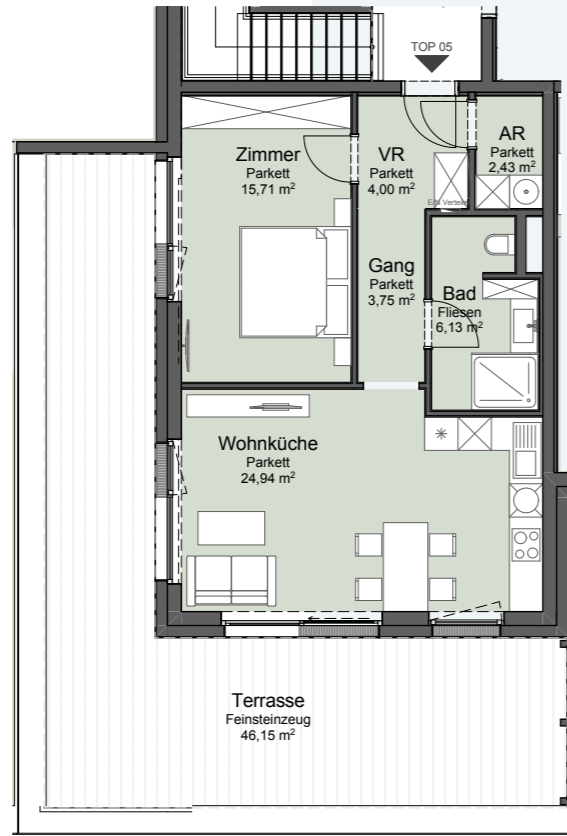 TOP 05
Zimmer
Parkett
15,71 m²
VR
Parkett
4,00 m²
AR
Parkett
2,43 m²
Gang
Parkett
3,75 m²
Bad
Fliesen
6,13 m²
Wohnküche
Parkett
24,94 m²
Terrasse
Feinsteinzeug
46,15 m²